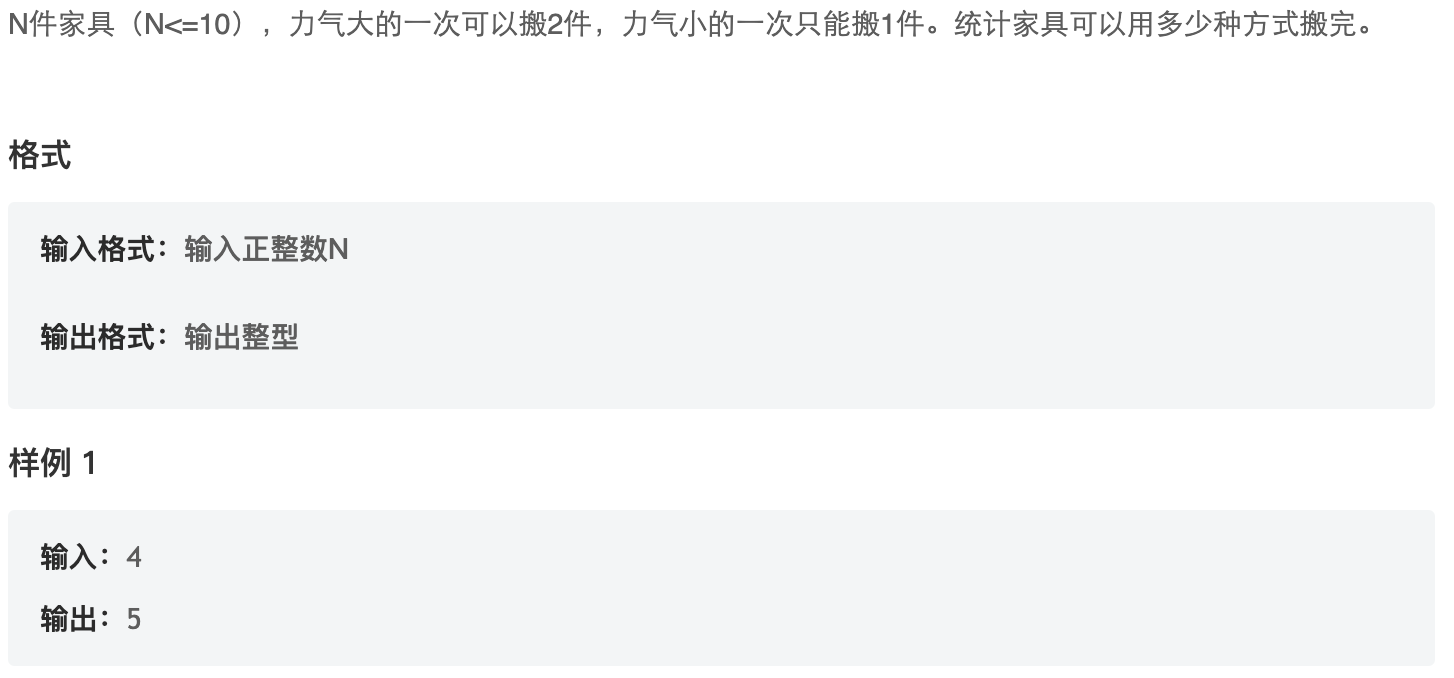 N件家具（N<=10），力气大的一次可以搬2件，力气小的一次只能搬1件。统计家具可以用多少种方式搬完。
格式
输入格式：输入正整数N
输出格式：输出整型
样例 1
输入：4
输出：5